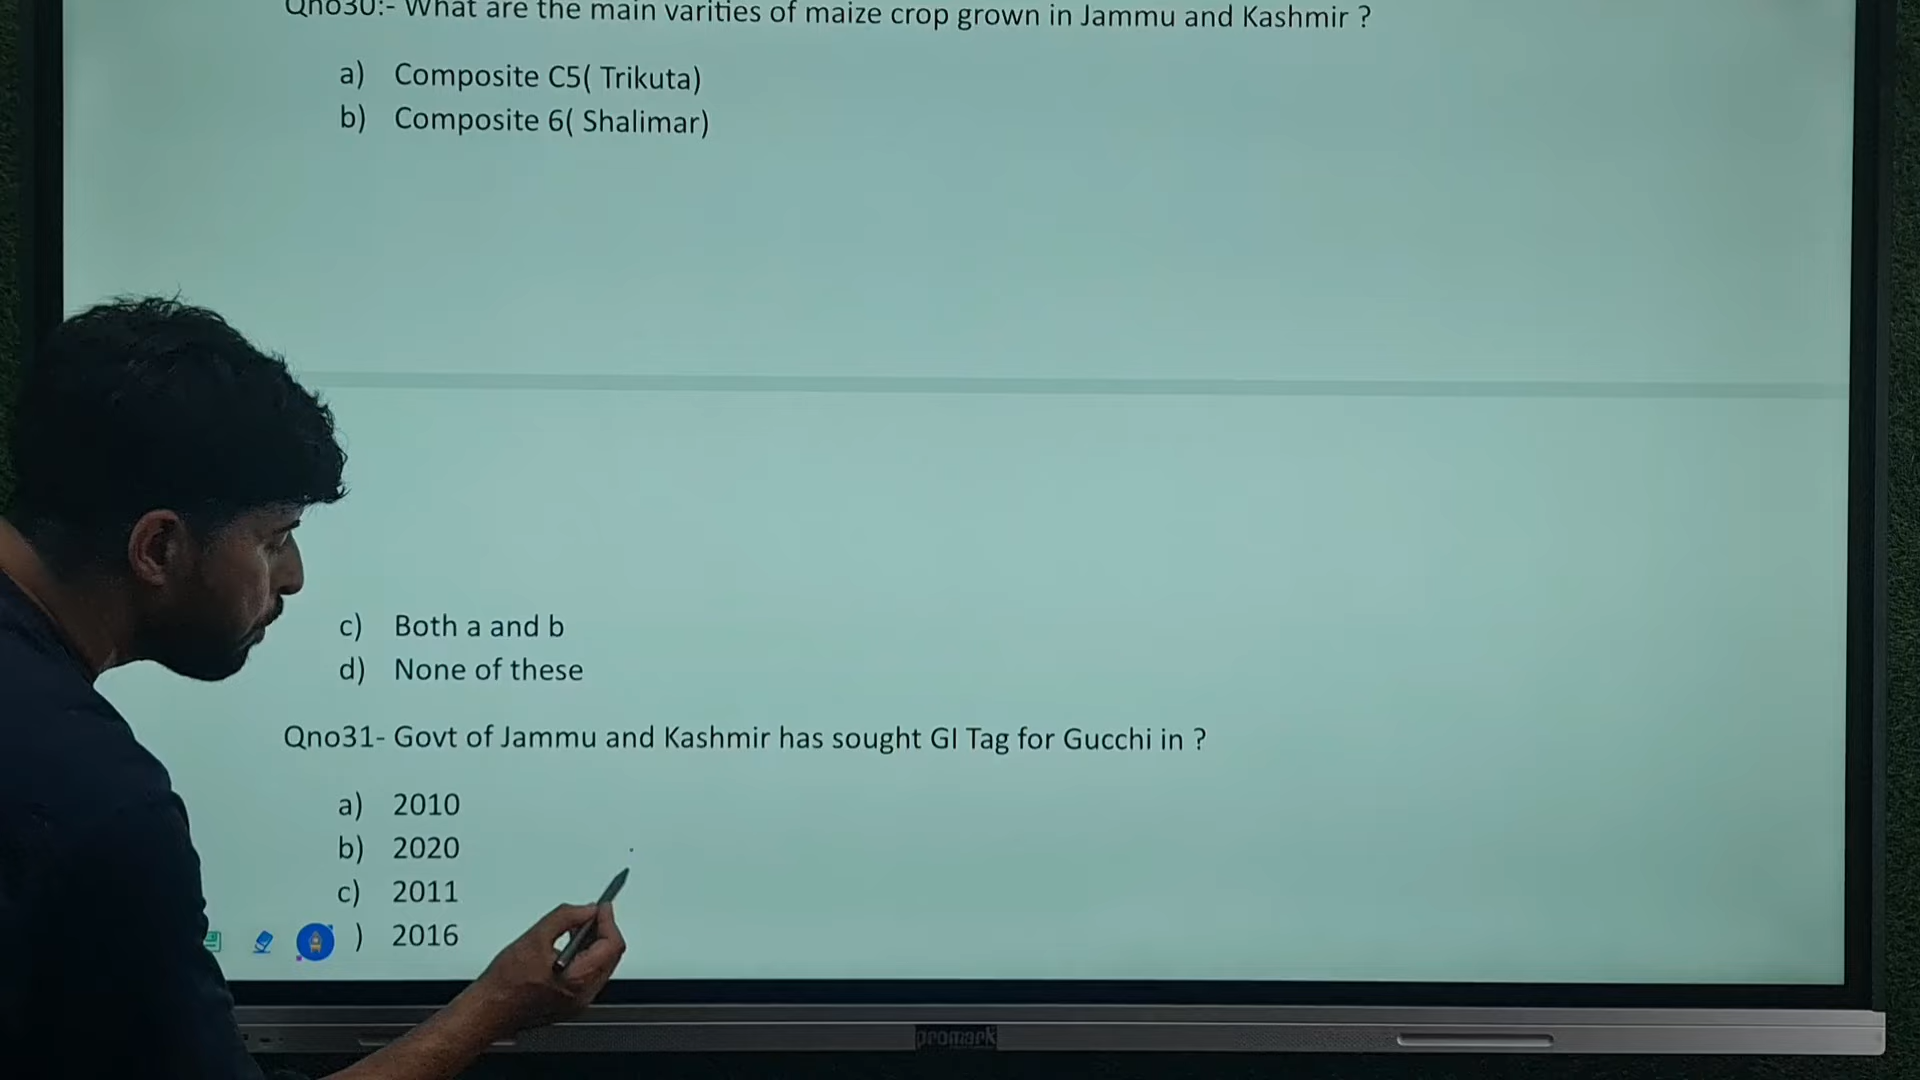 Qno30:- What are the main varities of maize crop grown in Jammu and Kashmir ?
a) Composite C5( Trikuta)
b) Composite 6( Shalimar)
c) Both a and b
d) None of these
Qno31- Govt of Jammu and Kashmir has sought GI Tag for Gucchi in ?
a) 2010
b) 2020
c) 2011
) 2016
promark